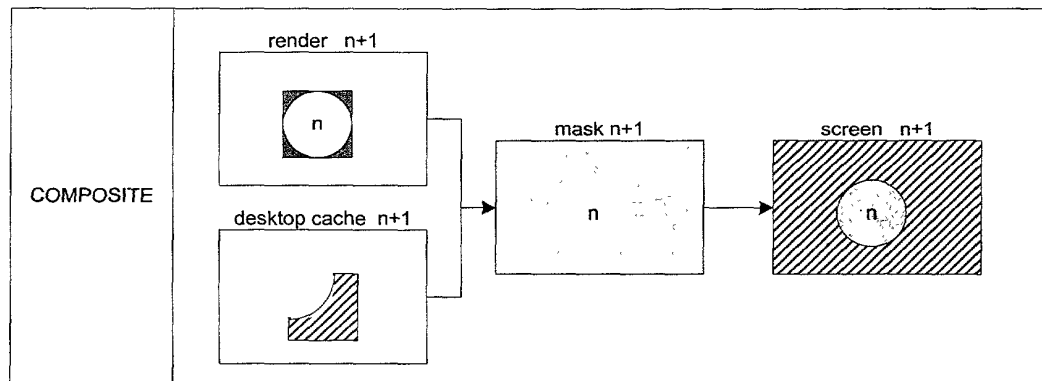 COMPOSITE
render n+1
n
desktop cache n+1
mask n+1
n
screen n+1
n